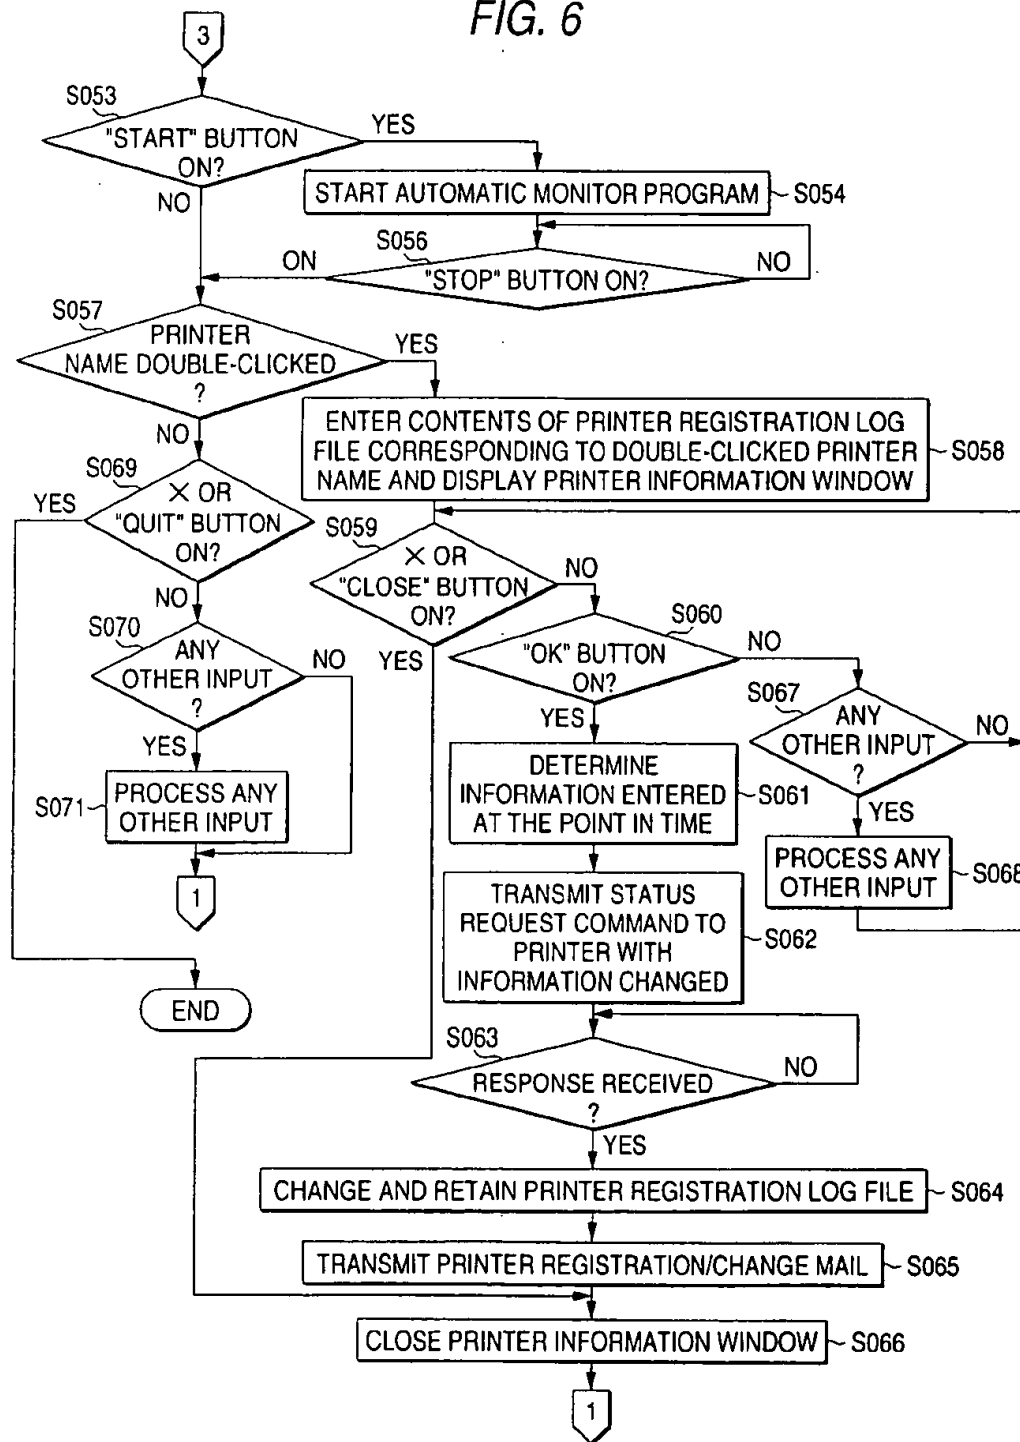 FIG. 6
3
S053
"START" BUTTON
ON?
YES
NO
START AUTOMATIC MONITOR PROGRAM
S054
S056
ON
"STOP" BUTTON ON?
NO
S057
PRINTER
NAME DOUBLE-CLICKED
?
YES
NO
ENTER CONTENTS OF PRINTER REGISTRATION LOG
FILE CORRESPONDING TO DOUBLE-CLICKED PRINTER
NAME AND DISPLAY PRINTER INFORMATION WINDOW
S058
S069
YES
× OR
"QUIT" BUTTON
ON?
NO
S059
× OR
"CLOSE" BUTTON
ON?
NO
YES
S070
ANY
OTHER INPUT
?
NO
YES
S060
"OK" BUTTON
ON?
NO
YES
S067
ANY
OTHER INPUT
?
NO
YES
S071
PROCESS ANY
OTHER INPUT
1
DETERMINE
INFORMATION ENTERED
AT THE POINT IN TIME
S061
PROCESS ANY
OTHER INPUT
S068
TRANSMIT STATUS
REQUEST COMMAND TO
PRINTER WITH
INFORMATION CHANGED
S062
END
S063
RESPONSE RECEIVED
?
NO
YES
CHANGE AND RETAIN PRINTER REGISTRATION LOG FILE
S064
TRANSMIT PRINTER REGISTRATION/CHANGE MAIL
S065
CLOSE PRINTER INFORMATION WINDOW
S066
1